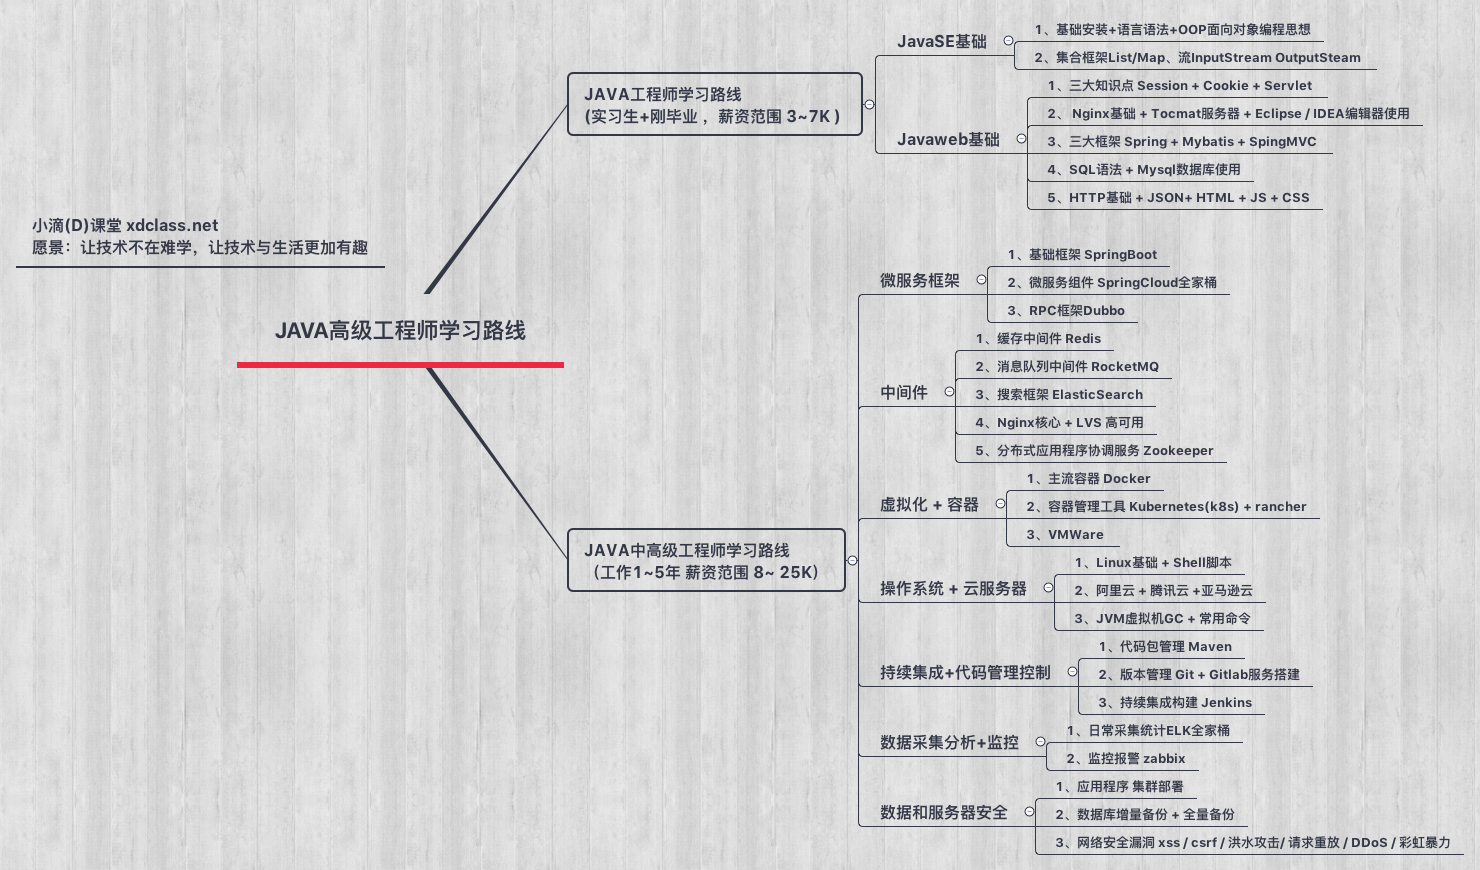 小滴(D)课堂 xdclass.net
愿景：让技术不在难学，让技术与生活更加有趣
JAVA高级工程师学习路线
JAVA工程师学习路线
(实习生+刚毕业 ，薪资范围 3~7K )
JavaSE基础
1、基础安装+语言语法+OOP面向对象编程思想
2、集合框架List/Map、流InputStream OutputSteam
Javaweb基础
1、三大知识点 Session + Cookie + Servlet
2、 Nginx基础 + Tocmat服务器 + Eclipse / IDEA编辑器使用
3、三大框架 Spring + Mybatis + SpingMVC
4、SQL语法 + Mysql数据库使用
5、HTTP基础 + JSON+ HTML + JS + CSS
JAVA中高级工程师学习路线
（工作1~5年 薪资范围 8~ 25K）
微服务框架
1、基础框架 SpringBoot
2、微服务组件 SpringCloud全家桶
3、RPC框架Dubbo
中间件
1、缓存中间件 Redis
2、消息队列中间件 RocketMQ
3、搜索框架 ElasticSearch
4、Nginx核心 + LVS 高可用
5、分布式应用程序协调服务 Zookeeper
虚拟化 + 容器
1、主流容器 Docker
2、容器管理工具 Kubernetes(k8s) + rancher
3、VMWare
操作系统 + 云服务器
1、Linux基础 + Shell脚本
2、阿里云 + 腾讯云 +亚马逊云
3、JVM虚拟机GC + 常用命令
持续集成+代码管理控制
1、代码包管理 Maven
2、版本管理 Git + Gitlab服务搭建
3、持续集成构建 Jenkins
数据采集分析+监控
1、日常采集统计ELK全家桶
2、监控报警 zabbix
数据和服务器安全
1、应用程序 集群部署
2、数据库增量备份 + 全量备份
3、网络安全漏洞 xss / csrf / 洪水攻击/ 请求重放 / DDoS / 彩虹暴力